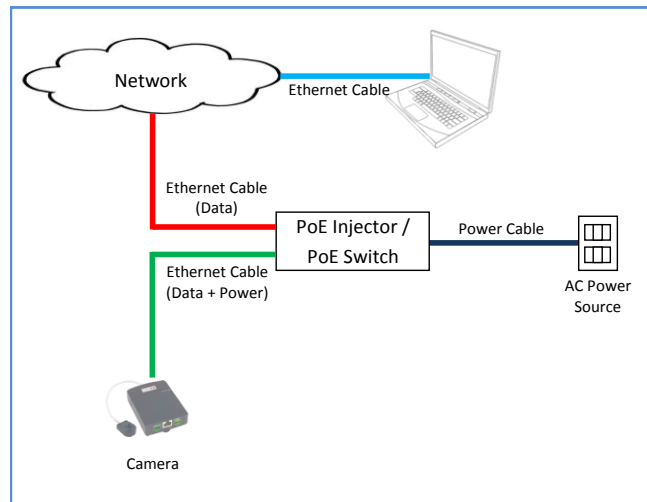 Network
Ethernet Cable
Ethernet Cable
(Data)
PoE Injector /
PoE Switch
Power Cable
Ethernet Cable
(Data + Power)
AC Power
Source
Camera